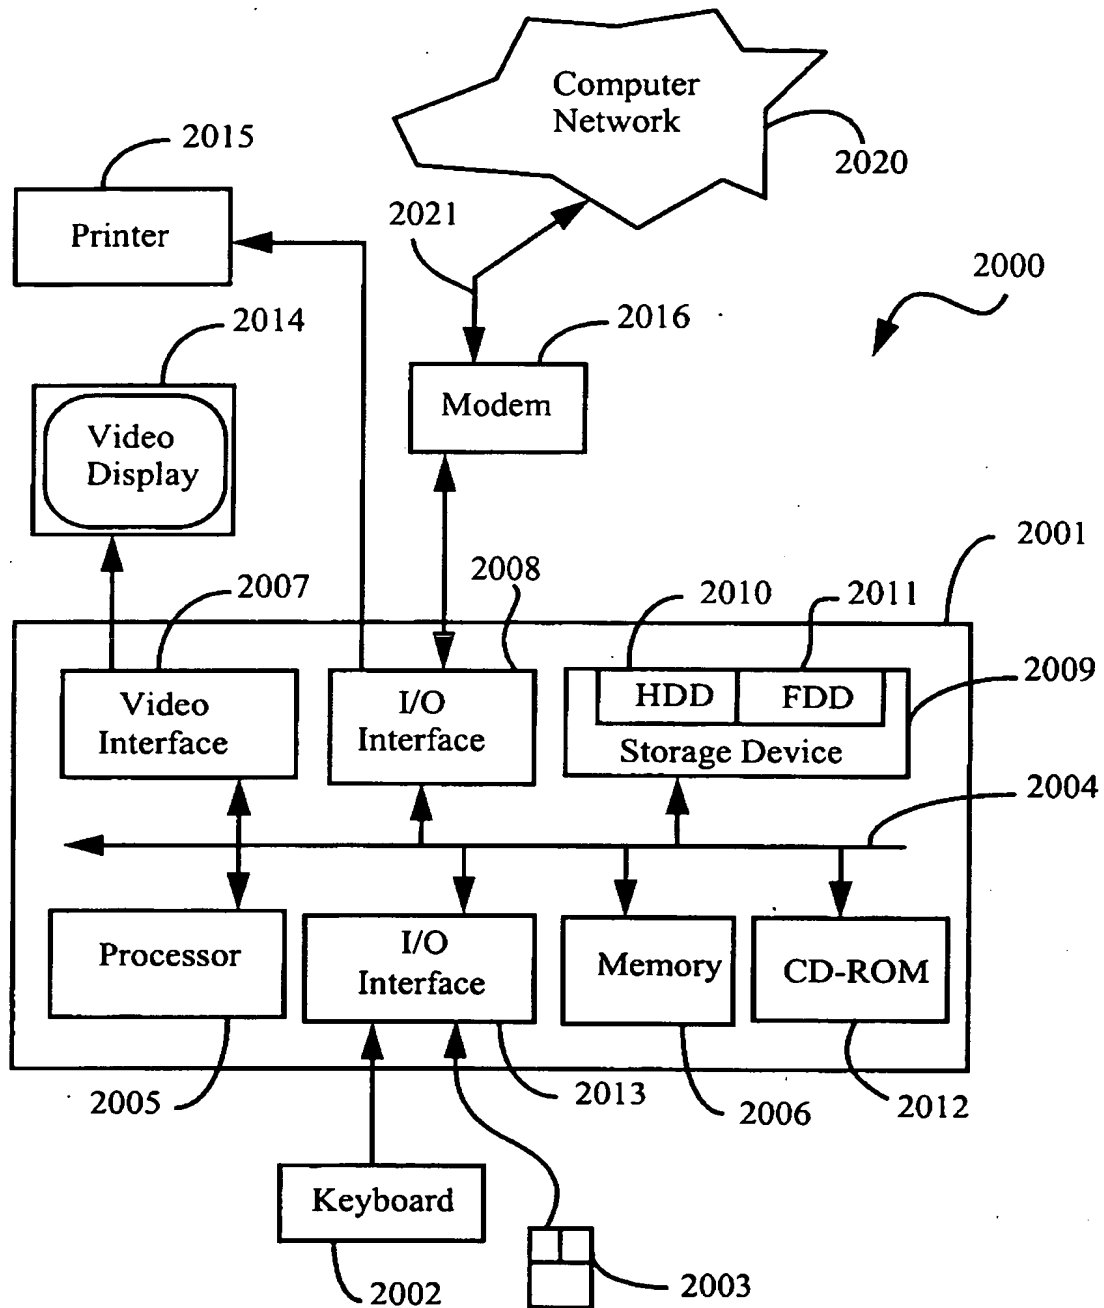 Computer
Network
2020
2015
Printer
2021
2000
2014
2016
Video
Display
Modem
2001
2007
2008
2010
2011
2009
Video
Interface
I/O
Interface
HDD
FDD
Storage Device
2004
Processor
I/O
Interface
Memory
CD-ROM
2005
2013
2006
2012
Keyboard
2002
2003